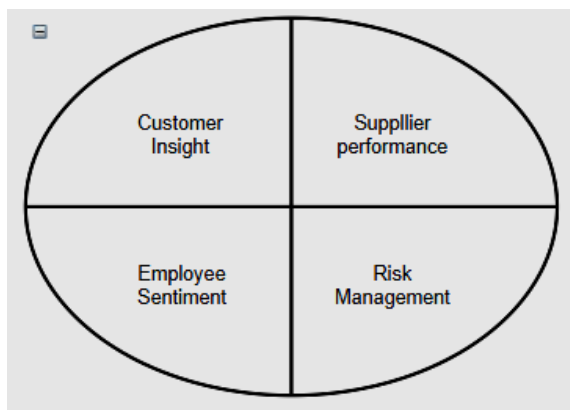 Customer
Insight
Suppllier
performance
Employee
Sentiment
Risk
Management